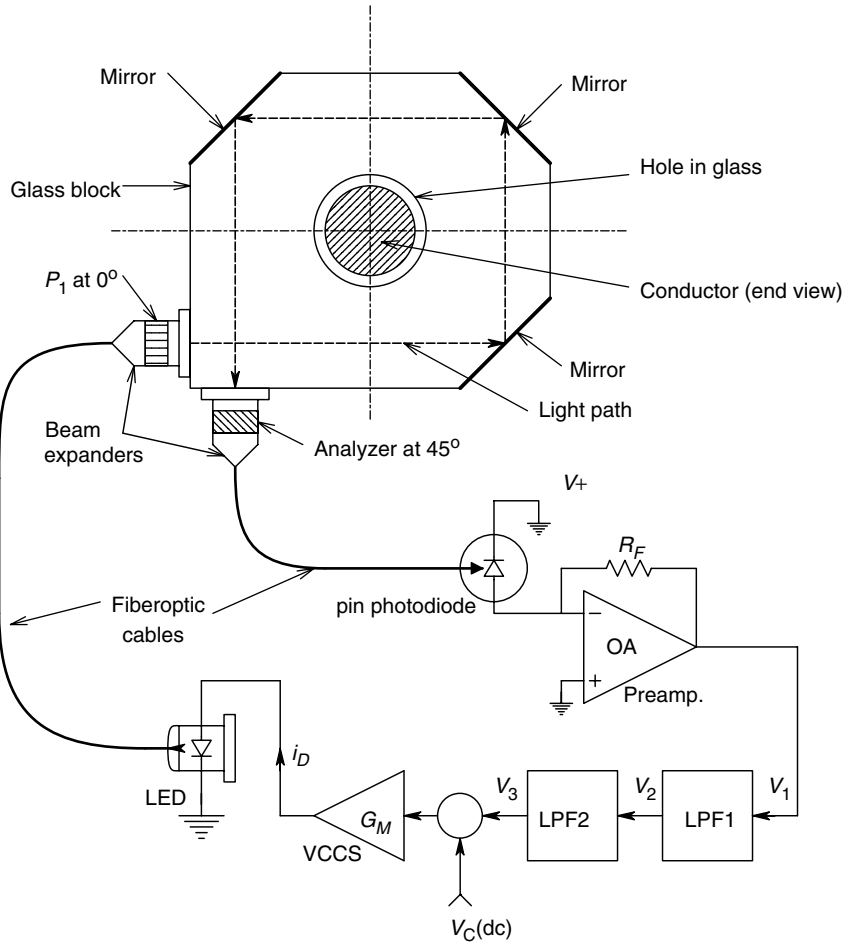 Mirror
Mirror
Hole in glass
Glass block
P1 at 0°
Conductor (end view)
Mirror
Light path
Beam
expanders
Analyzer at 45°
V+
RF
Fiberoptic
cables
pin photodiode
−
OA
+
Preamp.
iD
LED
GM
VCCS
V3
LPF2
V2
LPF1
V1
VC(dc)